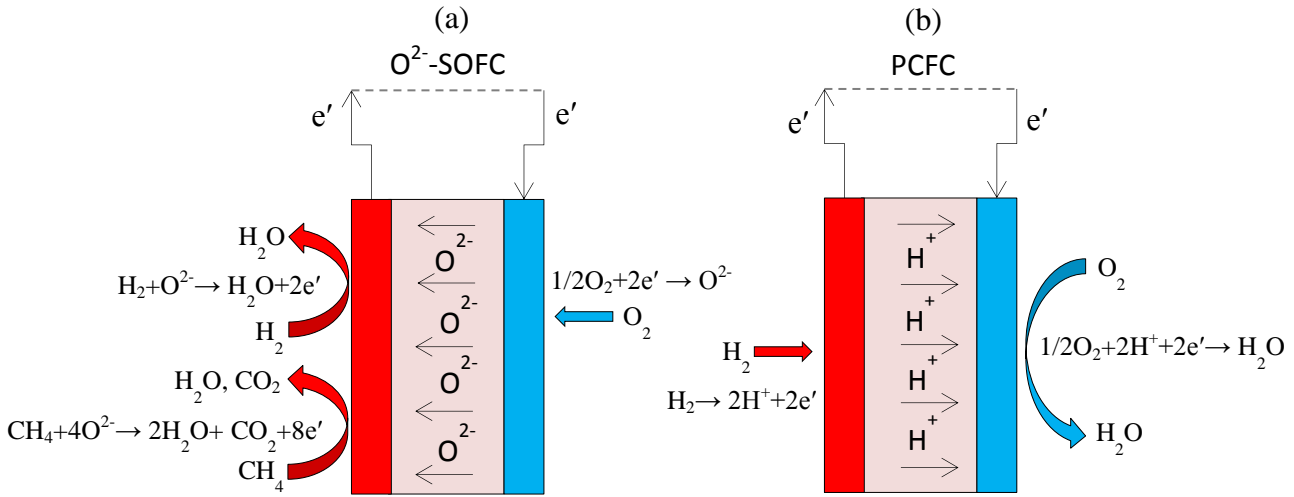 (a)
O²⁻-SOFC
e′
e′
H₂O
H₂+O²⁻→ H₂O+2e′
H₂
H₂O, CO₂
CH₄+4O²⁻→ 2H₂O+ CO₂+8e′
CH₄
O²⁻
O²⁻
O²⁻
O²⁻
1/2O₂+2e′ → O²⁻
O₂
(b)
PCFC
e′
e′
H₂
H₂→ 2H⁺+2e′
H⁺
H⁺
H⁺
H⁺
O₂
1/2O₂+2H⁺+2e′→ H₂O
H₂O